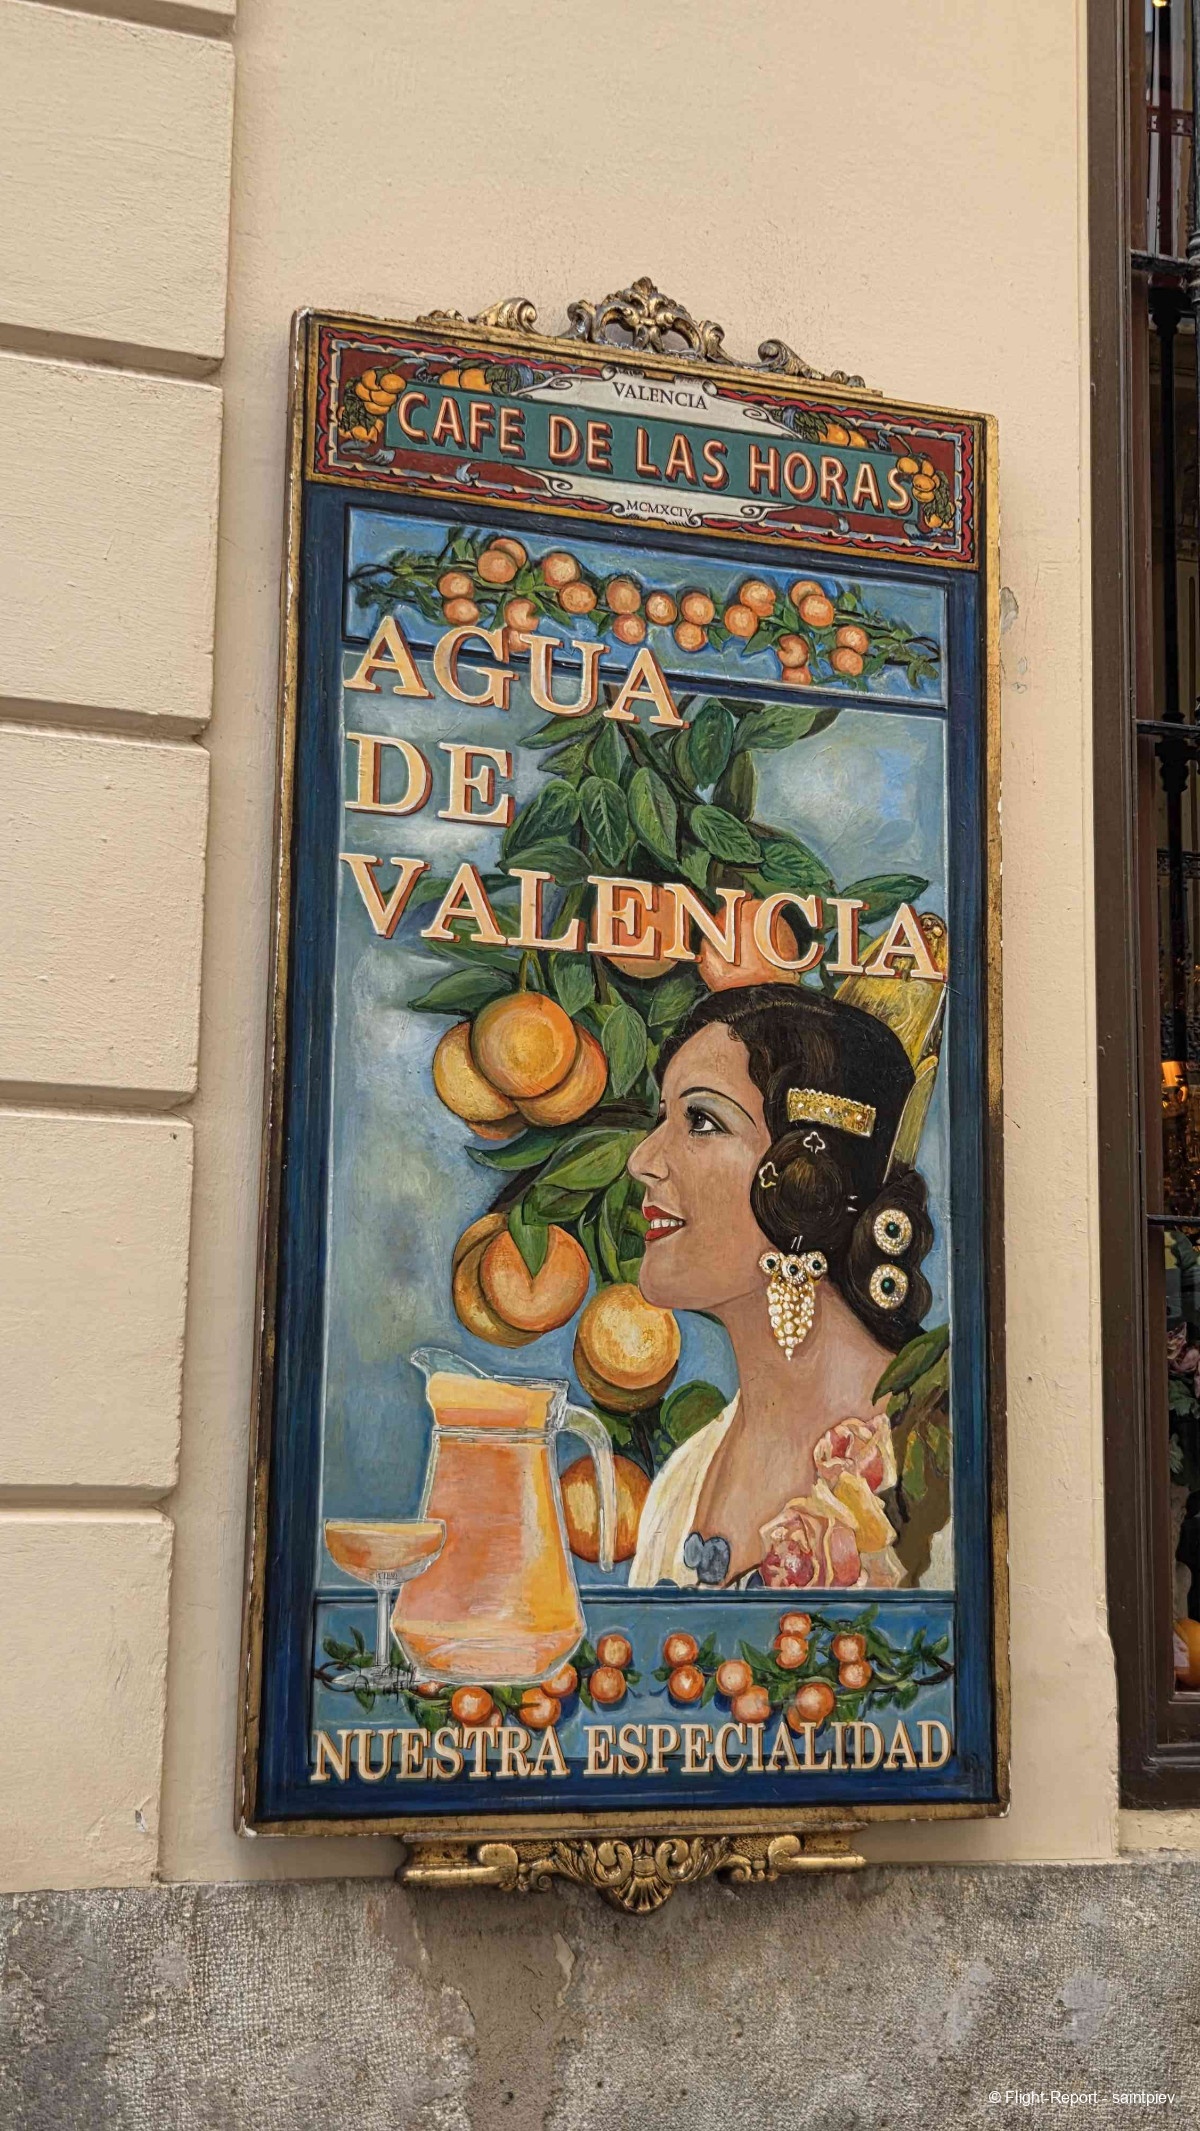 VALENCIA
CAFE DE LAS HORAS
MCMXCIV
AGUA
DE
VALENCIA
NUESTRA ESPECIALIDAD
© Flight-Report - samtpiev